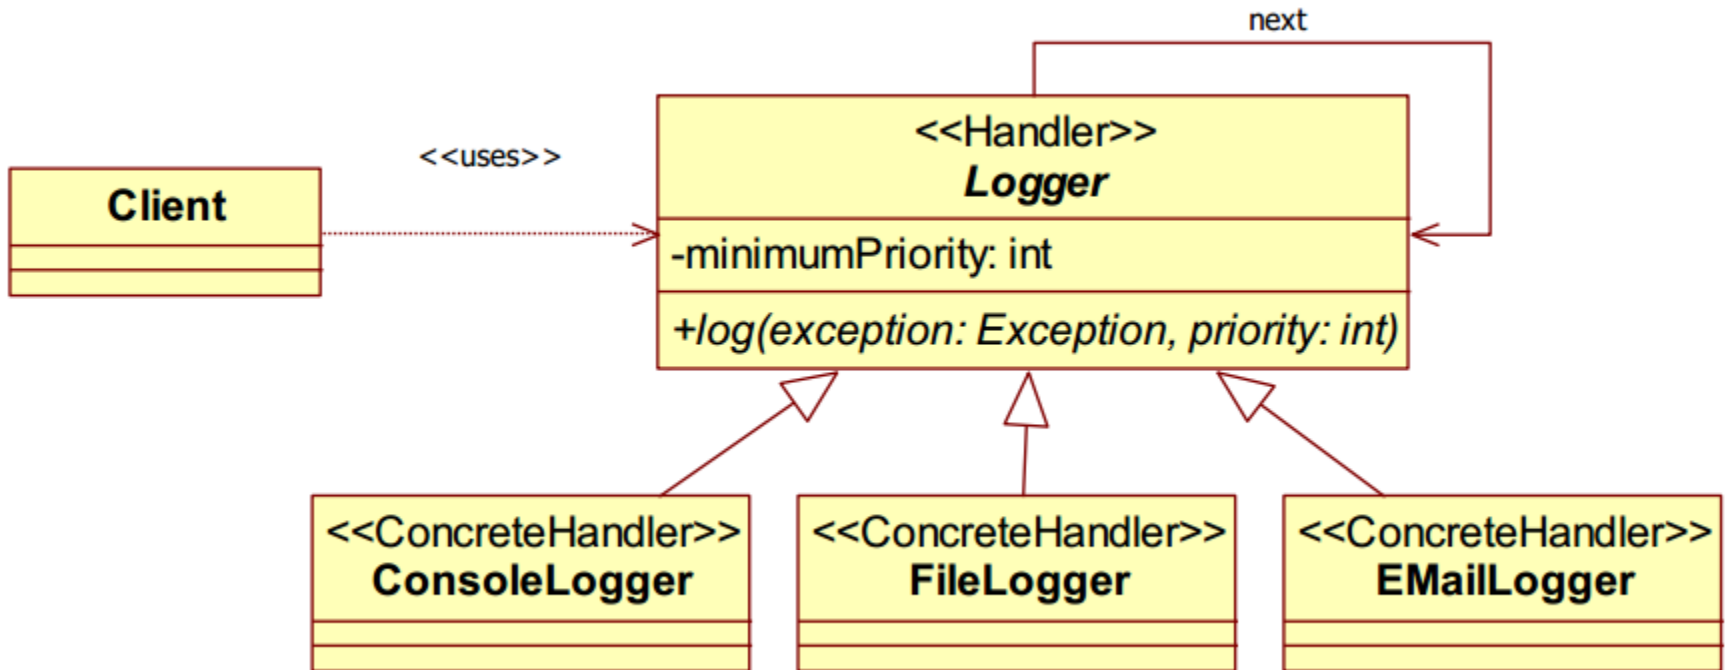 next
<<Handler>>
Logger
<<uses>>
Client
-minimumPriority: int
+log(exception: Exception, priority: int)
<<ConcreteHandler>>
ConsoleLogger
<<ConcreteHandler>>
FileLogger
<<ConcreteHandler>>
EMailLogger